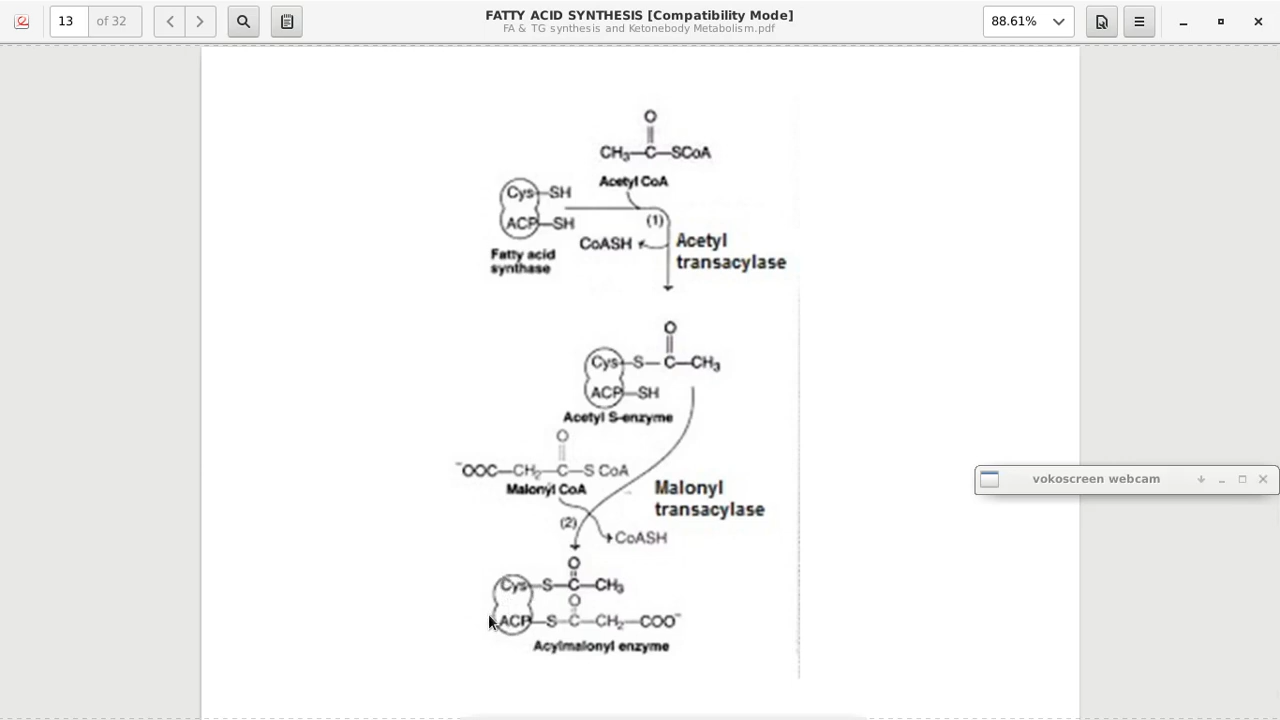 13 of 32
FATTY ACID SYNTHESIS [Compatibility Mode]
FA & TG synthesis and Ketonebody Metabolism.pdf
88.61%
O
CH3—C—SCoA
Acetyl CoA
Cys—SH
ACP—SH
Fatty acid
synthase
(1)
CoASH
Acetyl
transacylase
O
Cys—S—C—CH3
ACP—SH
Acetyl S-enzyme
O
-OOC—CH2—C—S CoA
Malonyl CoA
Malonyl
transacylase
(2)
CoASH
O
Cys—S—C—CH3
O
ACP—S—C—CH2—COO-
Acylmalonyl enzyme
vokoscreen webcam